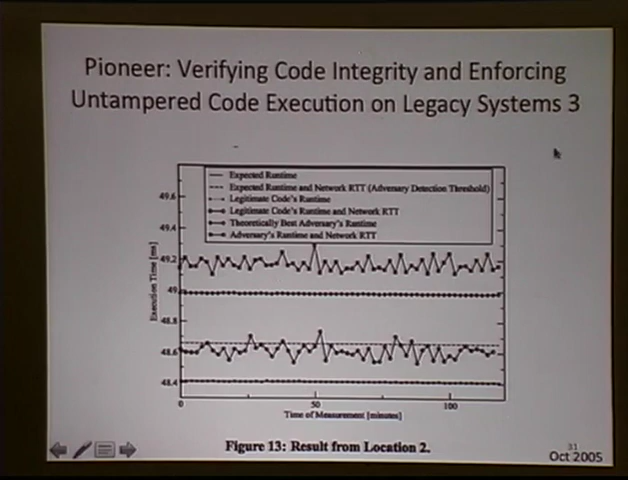 Pioneer: Verifying Code Integrity and Enforcing
Untampered Code Execution on Legacy Systems 3
Expected Runtime
Expected Runtime and Network RTT (Adversary Detection Threshold)
Legitimate Code's Runtime
Legitimate Code's Runtime and Network RTT
Theoretically Best Adversary's Runtime
Adversary's Runtime and Network RTT
49.6
49.4
49.2
49
48.8
48.6
48.4
Execution Time [ms]
0 50 100
Time of Measurement [minutes]
Figure 13: Result from Location 2.
31
Oct 2005